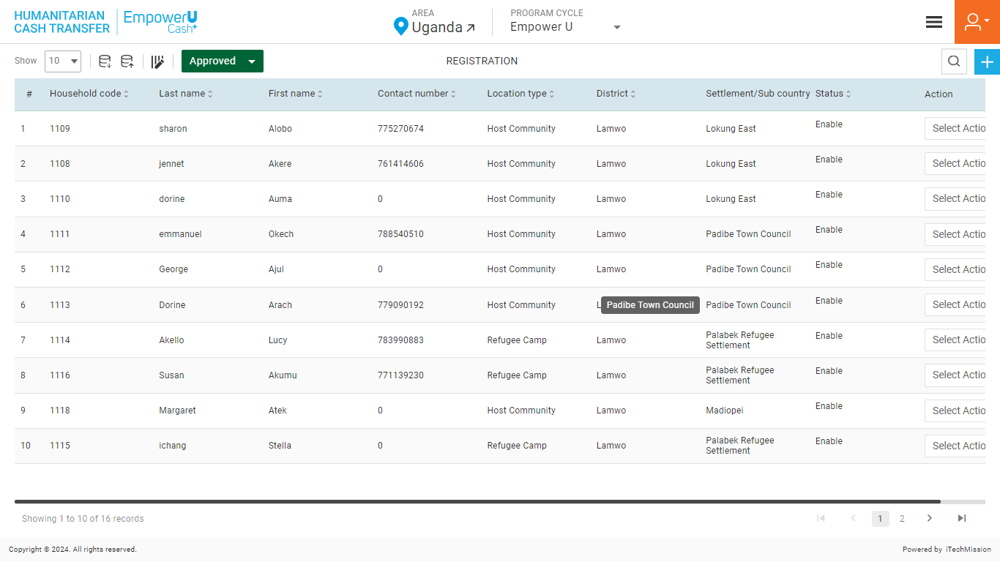 HUMANITARIAN
CASH TRANSFER
EmpowerU
Cash+
AREA
Uganda
PROGRAM CYCLE
Empower U
Show 10 Approved REGISTRATION
# Household code Last name First name Contact number Location type District Settlement/Sub country Status Action
1 1109 sharon Alobo 775270674 Host Community Lamwo Lokung East Enable Select Actio
2 1108 jennet Akere 761414606 Host Community Lamwo Lokung East Enable Select Actio
3 1110 dorine Auma 0 Host Community Lamwo Lokung East Enable Select Actio
4 1111 emmanuel Okech 788540510 Host Community Lamwo Padibe Town Council Enable Select Actio
5 1112 George Ajul 0 Host Community Lamwo Padibe Town Council Enable Select Actio
6 1113 Dorine Arach 779090192 Host Community L Padibe Town Council Padibe Town Council Enable Select Actio
7 1114 Akello Lucy 783990883 Refugee Camp Lamwo Palabek Refugee Settlement Enable Select Actio
8 1116 Susan Akumu 771139230 Refugee Camp Lamwo Palabek Refugee Settlement Enable Select Actio
9 1118 Margaret Atek 0 Host Community Lamwo Madiopei Enable Select Actio
10 1115 ichang Stella 0 Refugee Camp Lamwo Palabek Refugee Settlement Enable Select Actio
Showing 1 to 10 of 16 records 1 2
Copyright © 2024. All rights reserved. Powered by iTechMission